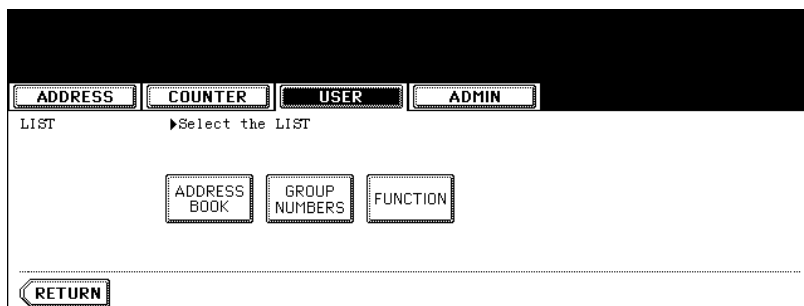 ADDRESS COUNTER USER ADMIN
LIST ▶Select the LIST
ADDRESS BOOK
GROUP NUMBERS
FUNCTION
RETURN